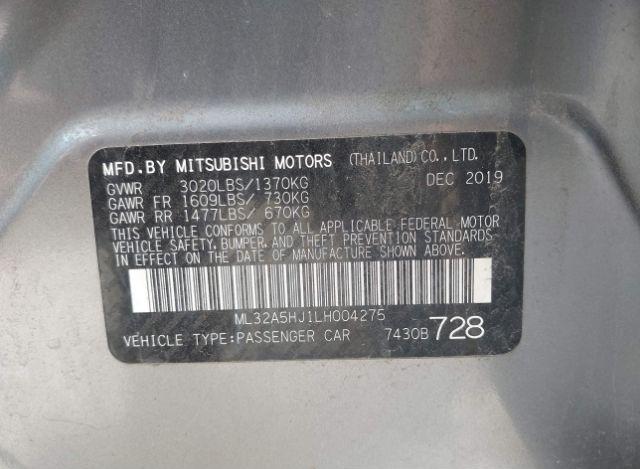 MFD.BY MITSUBISHI MOTORS (THAILAND)CO.,LTD.
GVWR 3020LBS/1370KG DEC 2019
GAWR FR 1609LBS/ 730KG
GAWR RR 1477LBS/ 670KG
THIS VEHICLE CONFORMS TO ALL APPLICABLE FEDERAL MOTOR
VEHICLE SAFETY, BUMPER, AND THEFT PREVENTION STANDARDS
IN EFFECT ON THE DATE OF MANUFACTURE SHOWN ABOVE.
ML32A5HJ1LH004275
VEHICLE TYPE:PASSENGER CAR 7430B 728